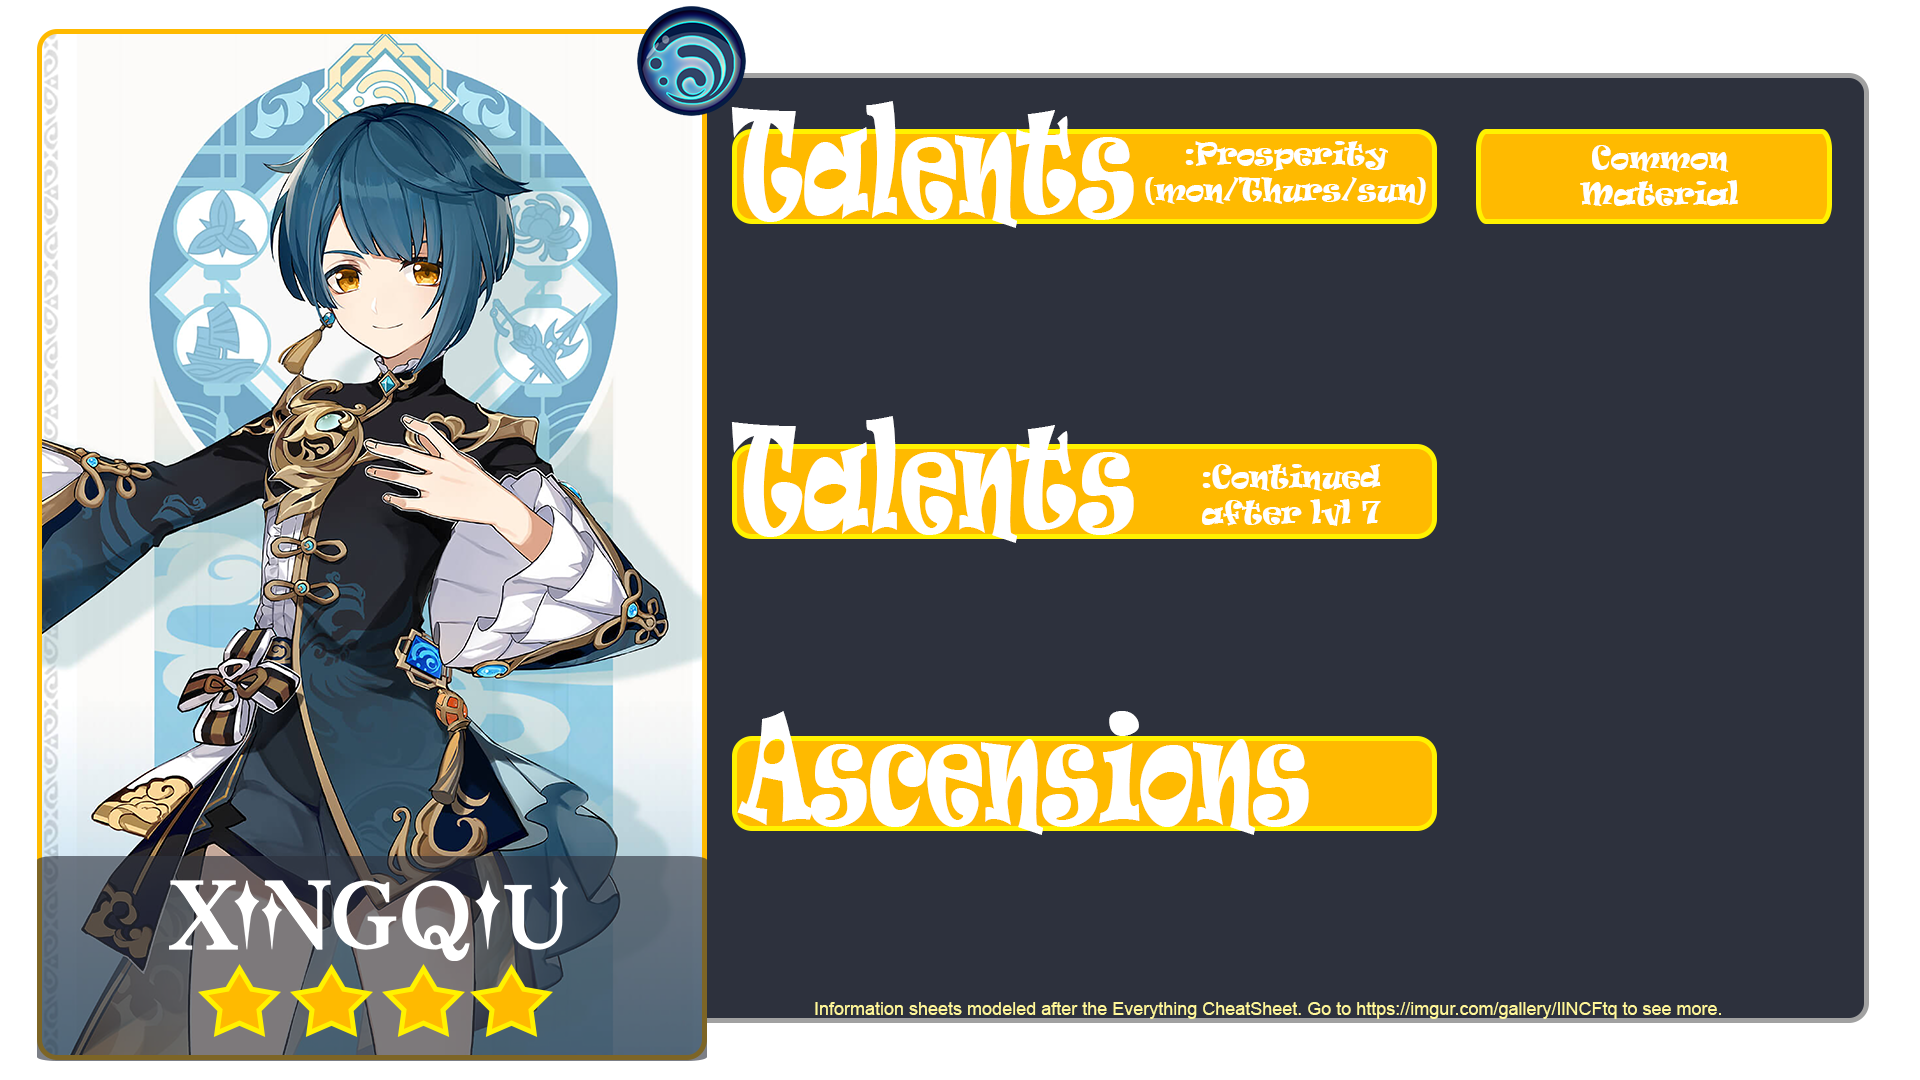 Talents :Prosperity
(mon/Thurs/sun)
Common
Material
Talents :Continued
after lvl 7
Ascensions
XINGQIU
Information sheets modeled after the Everything CheatSheet. Go to https://imgur.com/gallery/IINCFtq to see more.